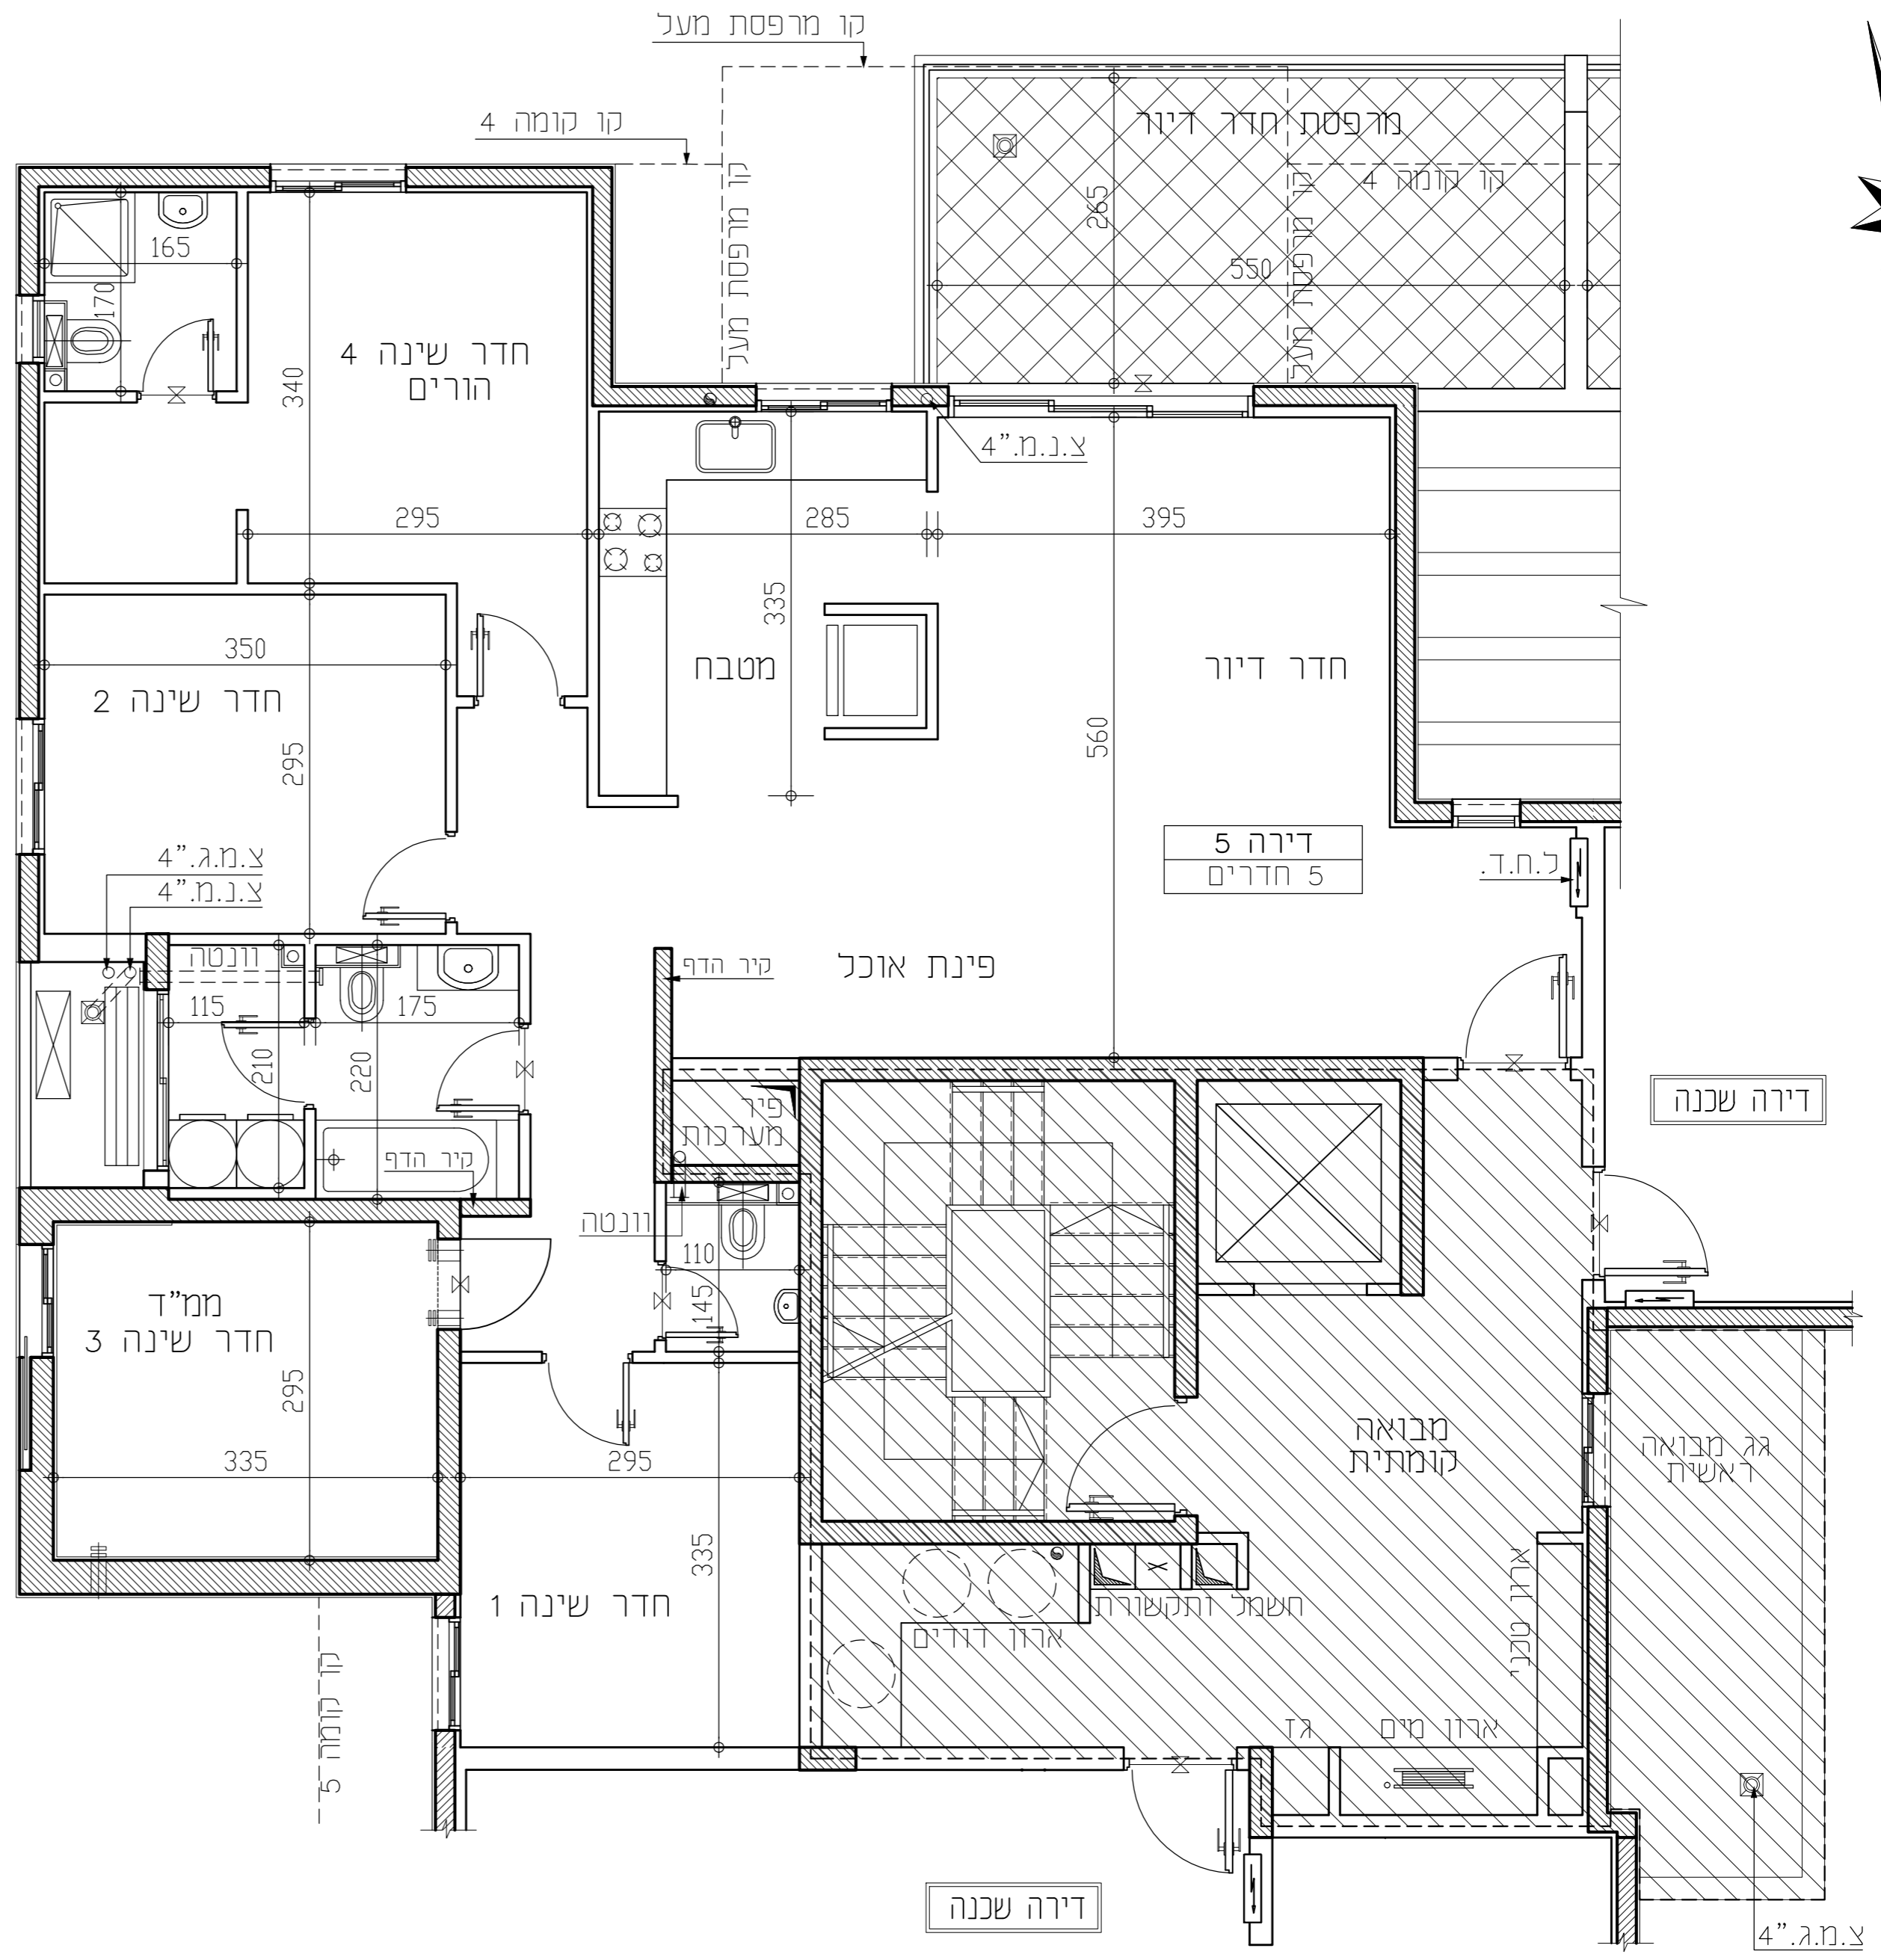 קו מרפסת מעל
קו קומה 4
קו מרפסת מעל
מרפסת חדר דיור
קו קומה 4
קו מרפסת מעל
265
550
165
170
340
חדר שינה 4
הורים
צ.נ.מ."4
295
285
395
335
350
חדר שינה 2
295
מטבח
חדר דיור
560
דירה 5
5 חדרים
ל.ח.ד.
צ.מ.ג."4
צ.נ.מ."4
וונטה
115
175
210
220
קיר הדף
קיר הדף
פינת אוכל
פיר
מערכות
וונטה
110
145
דירה שכנה
ממ"ד
חדר שינה 3
295
335
295
335
חדר שינה 1
מבואה
קומתית
גג מבואה
ראשית
חשמל ותקשורת
ארון דודים
ארון טכני
גז
ארון מים
קו קומה 5
דירה שכנה
צ.מ.ג."4